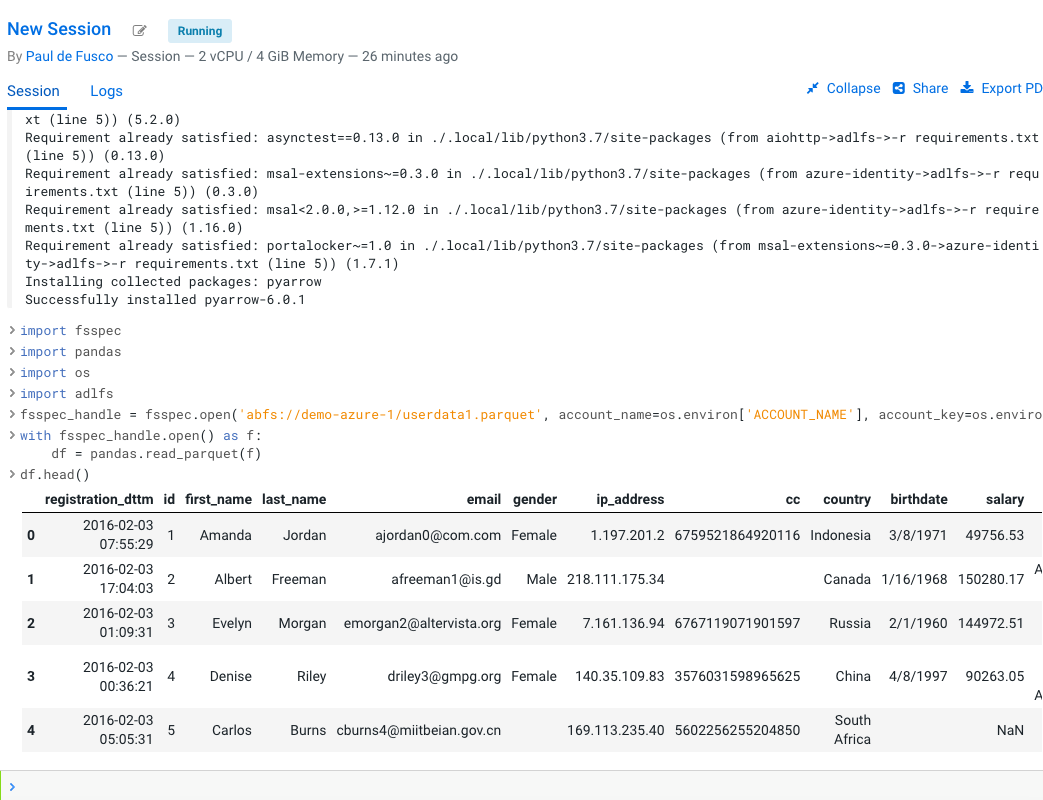 New Session Running
By Paul de Fusco — Session — 2 vCPU / 4 GiB Memory — 26 minutes ago
Session Logs Collapse Share Export PD
xt (line 5)) (5.2.0)
Requirement already satisfied: asynctest==0.13.0 in ./.local/lib/python3.7/site-packages (from aiohttp->adlfs->-r requirements.txt
(line 5)) (0.13.0)
Requirement already satisfied: msal-extensions~=0.3.0 in ./.local/lib/python3.7/site-packages (from azure-identity->adlfs->-r requ
irements.txt (line 5)) (0.3.0)
Requirement already satisfied: msal<2.0.0,>=1.12.0 in ./.local/lib/python3.7/site-packages (from azure-identity->adlfs->-r require
ments.txt (line 5)) (1.16.0)
Requirement already satisfied: portalocker~=1.0 in ./.local/lib/python3.7/site-packages (from msal-extensions~=0.3.0->azure-identi
ty->adlfs->-r requirements.txt (line 5)) (1.7.1)
Installing collected packages: pyarrow
Successfully installed pyarrow-6.0.1
> import fsspec
> import pandas
> import os
> import adlfs
> fsspec_handle = fsspec.open('abfs://demo-azure-1/userdata1.parquet', account_name=os.environ['ACCOUNT_NAME'], account_key=os.enviro
> with fsspec_handle.open() as f:
df = pandas.read_parquet(f)
> df.head()
registration_dttm id first_name last_name email gender ip_address cc country birthdate salary
0 2016-02-03 07:55:29 1 Amanda Jordan ajordan0@com.com Female 1.197.201.2 6759521864920116 Indonesia 3/8/1971 49756.53
1 2016-02-03 17:04:03 2 Albert Freeman afreeman1@is.gd Male 218.111.175.34 Canada 1/16/1968 150280.17 A
2 2016-02-03 01:09:31 3 Evelyn Morgan emorgan2@altervista.org Female 7.161.136.94 6767119071901597 Russia 2/1/1960 144972.51
3 2016-02-03 00:36:21 4 Denise Riley driley3@gmpg.org Female 140.35.109.83 3576031598965625 China 4/8/1997 90263.05 A
4 2016-02-03 05:05:31 5 Carlos Burns cburns4@miitbeian.gov.cn 169.113.235.40 5602256255204850 South Africa NaN
>